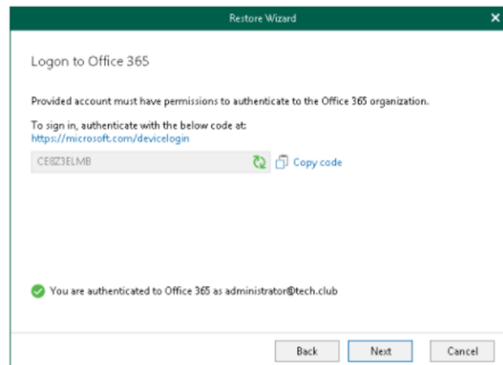 Restore Wizard
Logon to Office 365
Provided account must have permissions to authenticate to the Office 365 organization.
To sign in, authenticate with the below code at:
https://microsoft.com/devicelogin
CE8Z3ELMB
Copy code
You are authenticated to Office 365 as administrator@tech.club
Back
Next
Cancel